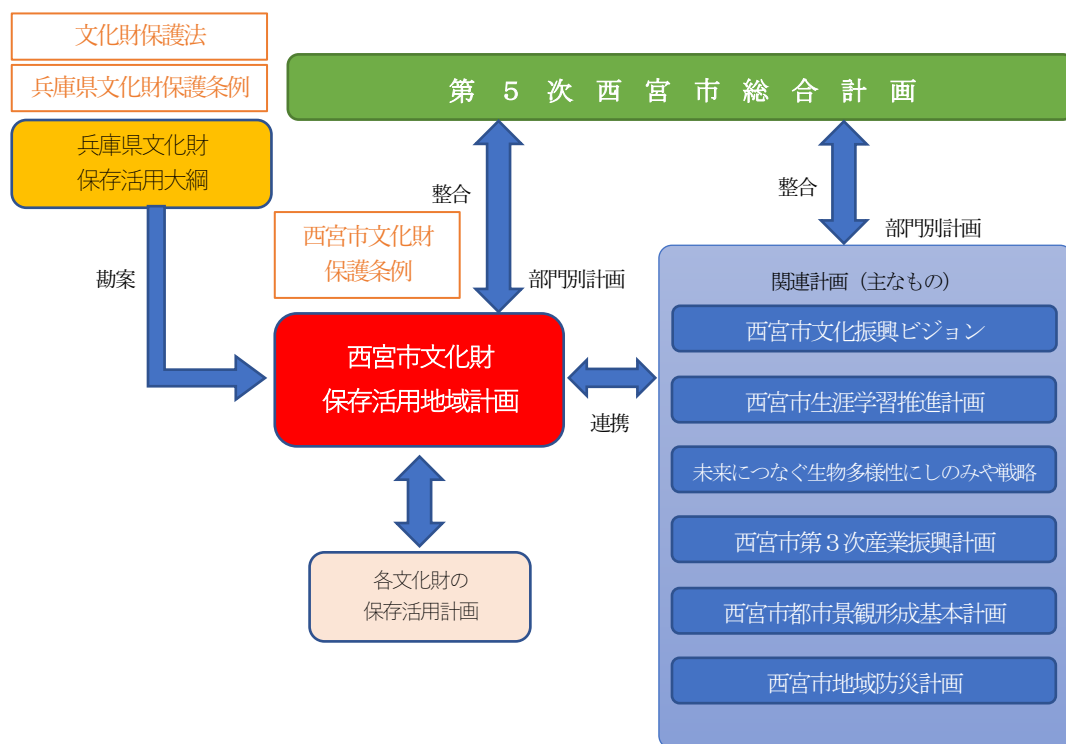 文化財保護法
兵庫県文化財保護条例
兵庫県文化財
保存活用大綱
第５次西宮市総合計画
整合
整合
西宮市文化財
保護条例
部門別計画
部門別計画
勘案
西宮市文化財
保存活用地域計画
連携
各文化財の
保存活用計画
関連計画（主なもの）
西宮市文化振興ビジョン
西宮市生涯学習推進計画
未来につなぐ生物多様性にしのみや戦略
西宮市第３次産業振興計画
西宮市都市景観形成基本計画
西宮市地域防災計画